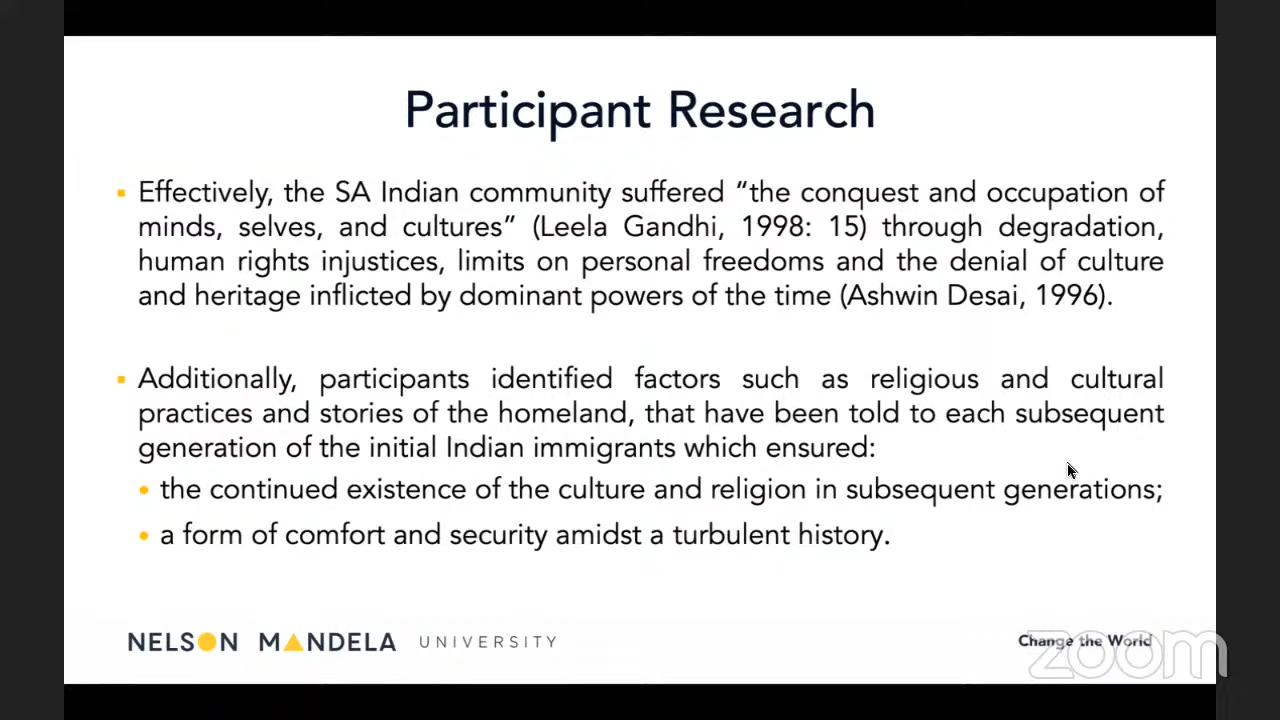 Participant Research
Effectively, the SA Indian community suffered “the conquest and occupation of
minds, selves, and cultures” (Leela Gandhi, 1998: 15) through degradation,
human rights injustices, limits on personal freedoms and the denial of culture
and heritage inflicted by dominant powers of the time (Ashwin Desai, 1996).
Additionally, participants identified factors such as religious and cultural
practices and stories of the homeland, that have been told to each subsequent
generation of the initial Indian immigrants which ensured:
the continued existence of the culture and religion in subsequent generations;
a form of comfort and security amidst a turbulent history.
NELSON MANDELA UNIVERSITY
Change the World
zoom